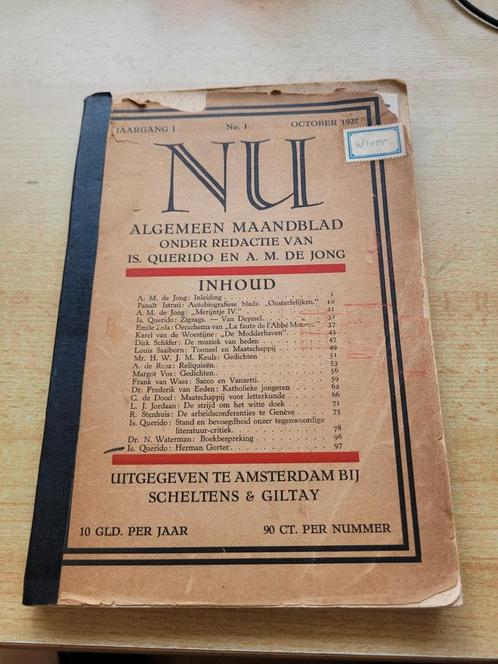 JAARGANG I No. 1 OCTOBER 1927
NU
ALGEMEEN MAANDBLAD
ONDER REDACTIE VAN
IS. QUERIDO EN A. M. DE JONG
INHOUD
A. M. de Jong: Inleiding . . . . . 1
Panaït Istrati: Autobiografiese bladz. „Onsterfelijken.” 10
A. M. de Jong: „Merijntje IV.” . . . . 21
Is. Querido: Zigzags. — Van Deyssel. . . 32
Emile Zola: Oerschema van „La faute de l'Abbé Mouret.” 37
Karel van de Woestijne: „De Modderhaven”. . 43
Dirk Schäfer: De muziek van heden . . . 47
Louis Saalborn: Tooneel en Maatschappij . . 49
Mr. H. W. J. M. Keuls: Gedichten . . . 51
A. de Rosa: Reliquieën. . . . . 53
Margot Vos: Gedichten. . . . . 56
Frank van Waes: Sacco en Vanzetti. . . . 59
Dr. Frederik van Eeden: Katholieke jongeren . 62
C. de Dood: Maatschappij voor letterkunde . . 66
L. J. Jordaan: De strijd om het witte doek . . 71
R. Stenhuis: De arbeidsconferenties te Genève . 75
Is. Querido: Stand en bevoegdheid onzer tegenwoordige
literatuur-critiek. . . . . 78
Dr. N. Waterman: Boekbespreking . . . 96
Is. Querido: Herman Gorter . . . . 97
UITGEGEVEN TE AMSTERDAM BIJ
SCHELTENS & GILTAY
10 GLD. PER JAAR 90 CT. PER NUMMER